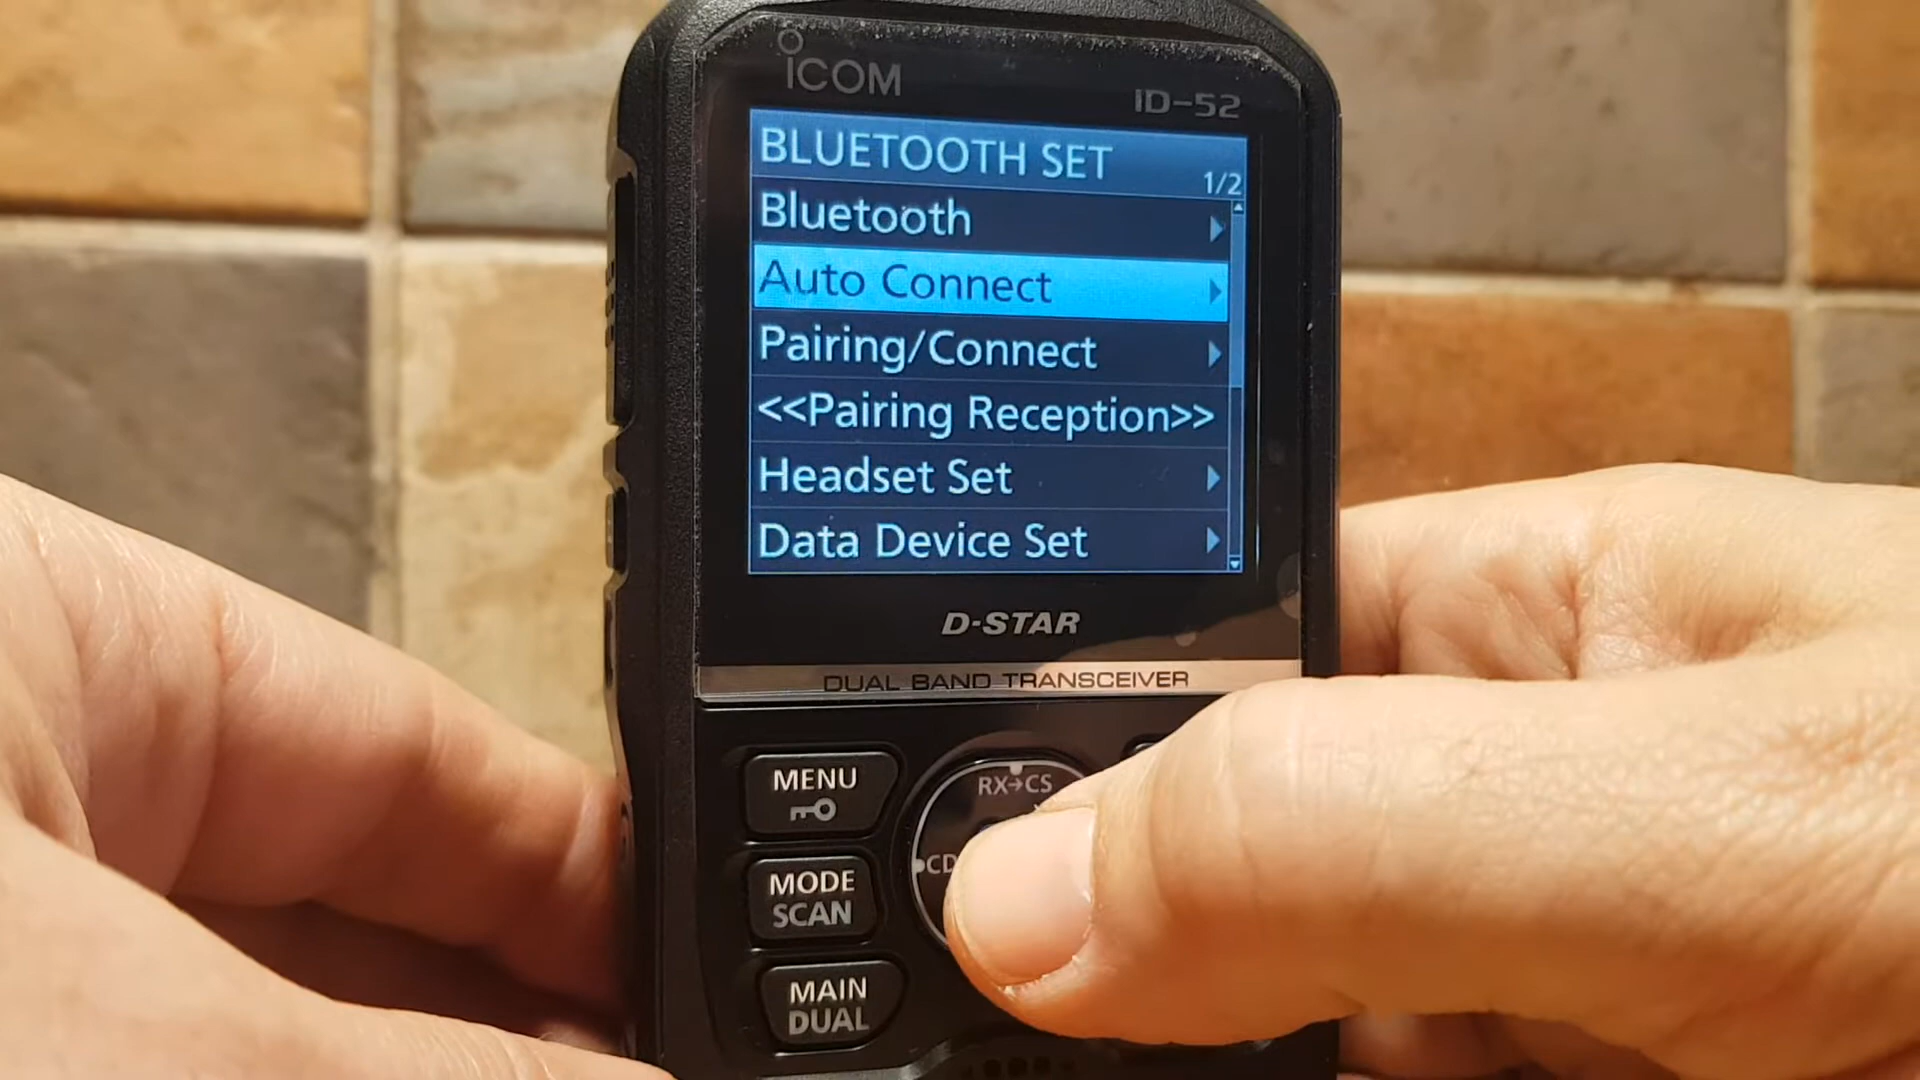 ICOM
ID-52
BLUETOOTH SET
1/2
Bluetooth
Auto Connect
Pairing/Connect
<<Pairing Reception>>
Headset Set
Data Device Set
D-STAR
DUAL BAND TRANSCEIVER
MENU
RX→CS
MODE
SCAN
CD
MAIN
DUAL